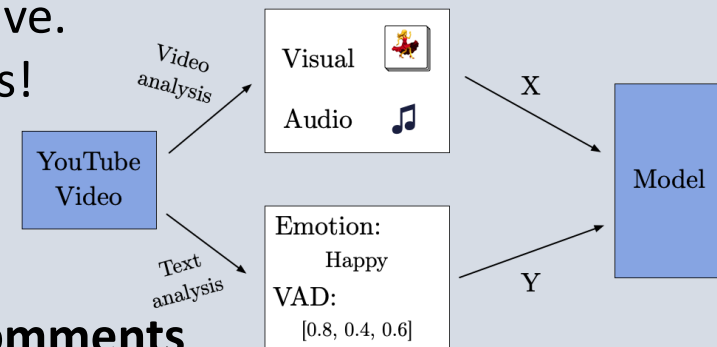 ve.
s!
Video
analysis
Visual
Audio
X
YouTube
Video
Model
Text
analysis
Emotion:
Happy
VAD:
[0.8, 0.4, 0.6]
Y
omments